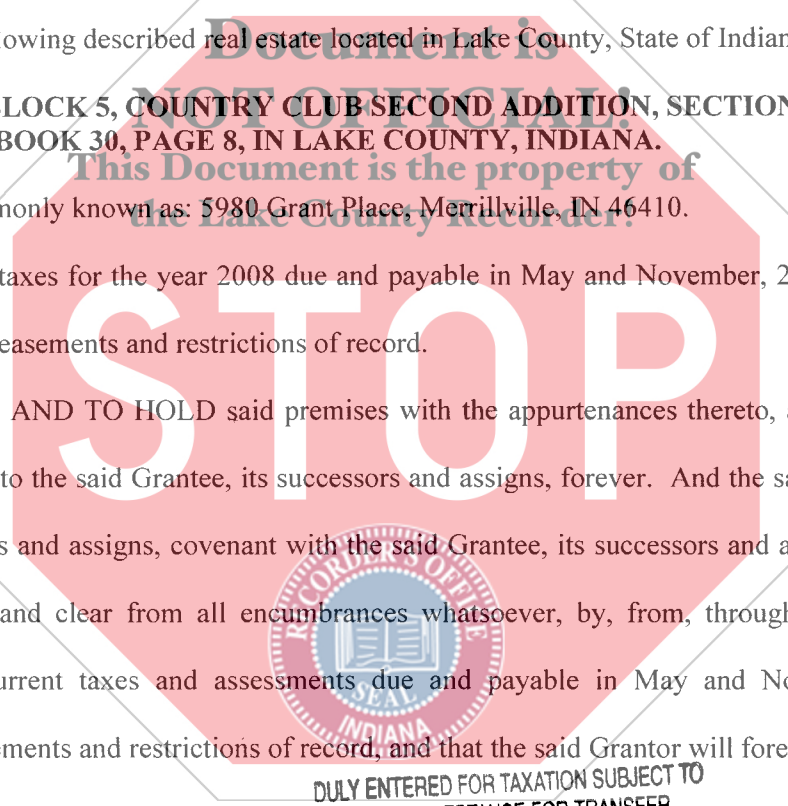 Document is
owing described real estate located in Lake County, State of Indian
NOT OFFICIAL!
LOCK 5, COUNTRY CLUB SECOND ADDITION, SECTION
BOOK 30, PAGE 8, IN LAKE COUNTY, INDIANA.
This Document is the property of
the Lake County Recorder!
monly known as: 5980 Grant Place, Merrillville, IN 46410.
taxes for the year 2008 due and payable in May and November, 2
easements and restrictions of record.
STOP
AND TO HOLD said premises with the appurtenances thereto,
to the said Grantee, its successors and assigns, forever. And the sa
s and assigns, covenant with the said Grantee, its successors and a
and clear from all encumbrances whatsoever, by, from, through
urrent taxes and assessments due and payable in May and No
ements and restrictions of record, and that the said Grantor will fore
RECORDER'S OFFICE
SEAL
INDIANA
DULY ENTERED FOR TAXATION SUBJECT TO
FOR TRANSFER